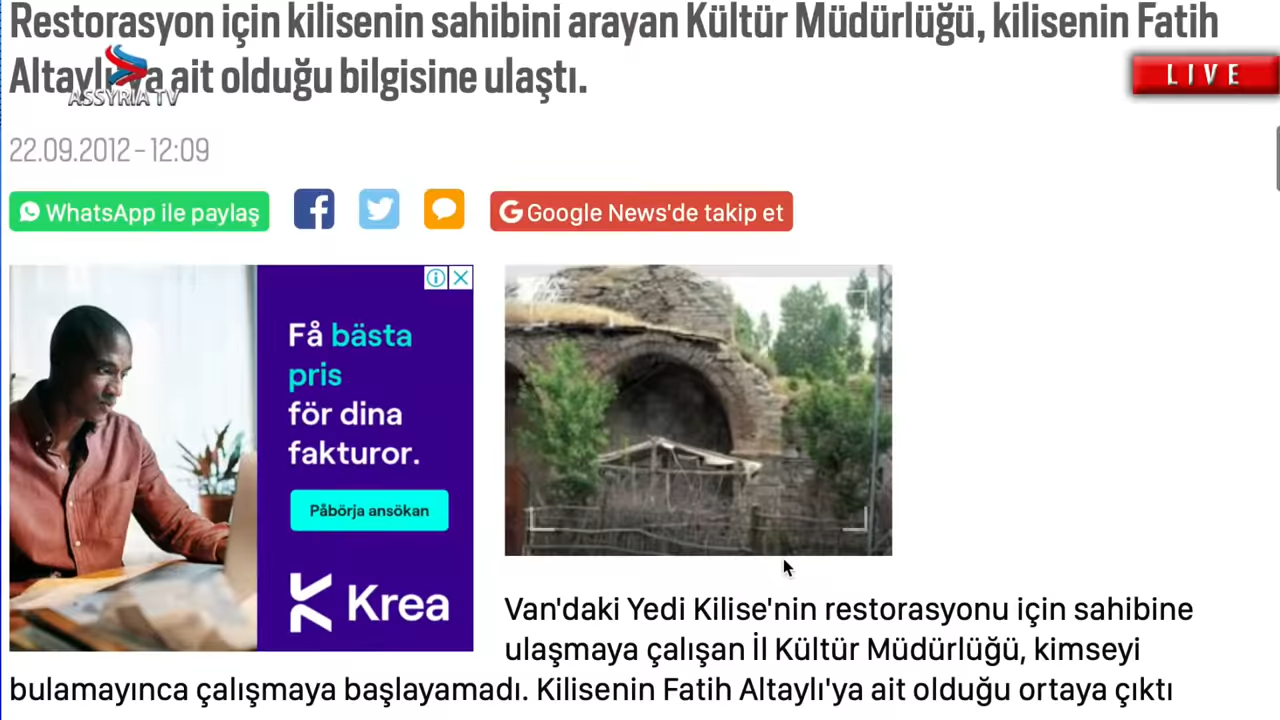 Restorasyon için kilisenin sahibini arayan Kültür Müdürlüğü, kilisenin Fatih
Altaylı'ya ait olduğu bilgisine ulaştı.
ASSYRIA TV
LIVE
22.09.2012 - 12:09
WhatsApp ile paylaş
Google News'de takip et
Få bästa
pris
för dina
fakturor.
Påbörja ansökan
Krea
Van'daki Yedi Kilise'nin restorasyonu için sahibine
ulaşmaya çalışan İl Kültür Müdürlüğü, kimseyi
bulamayınca çalışmaya başlayamadı. Kilisenin Fatih Altaylı'ya ait olduğu ortaya çıktı